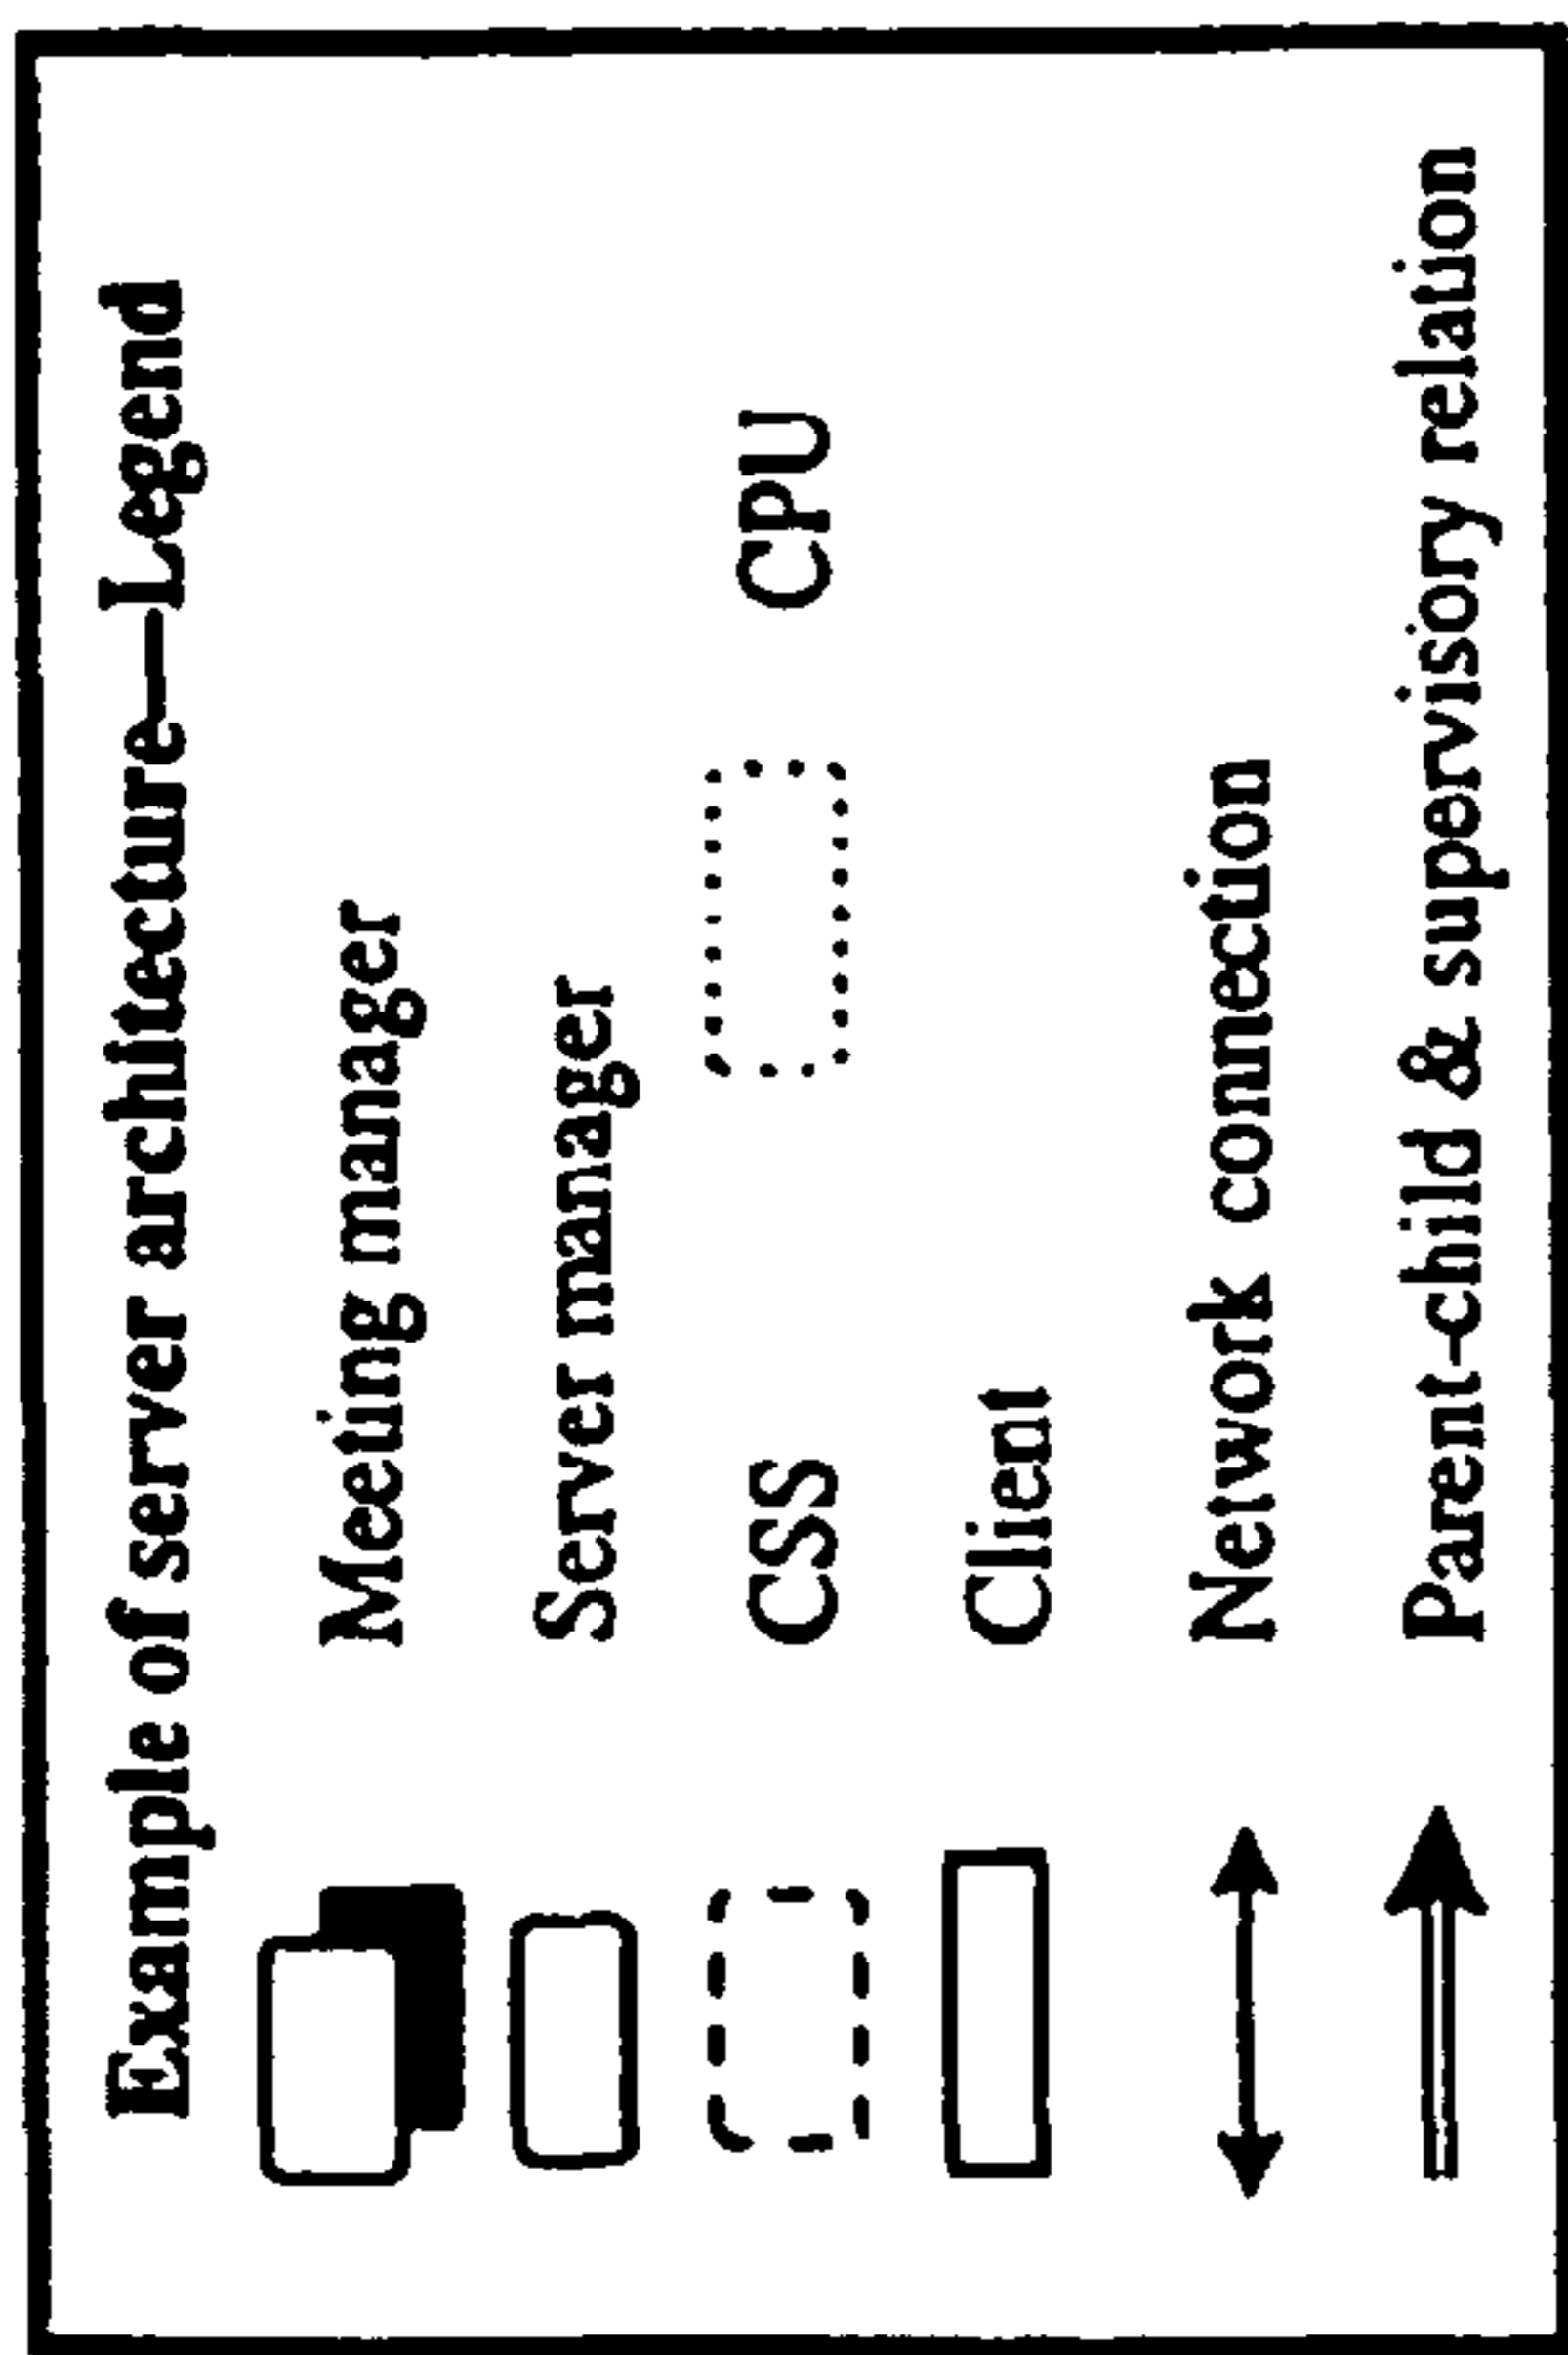 Example of server architecture—Legend
Meeting manager
Server manager
CSS CPU
Client
Network connection
Parent-child & supervisory relation